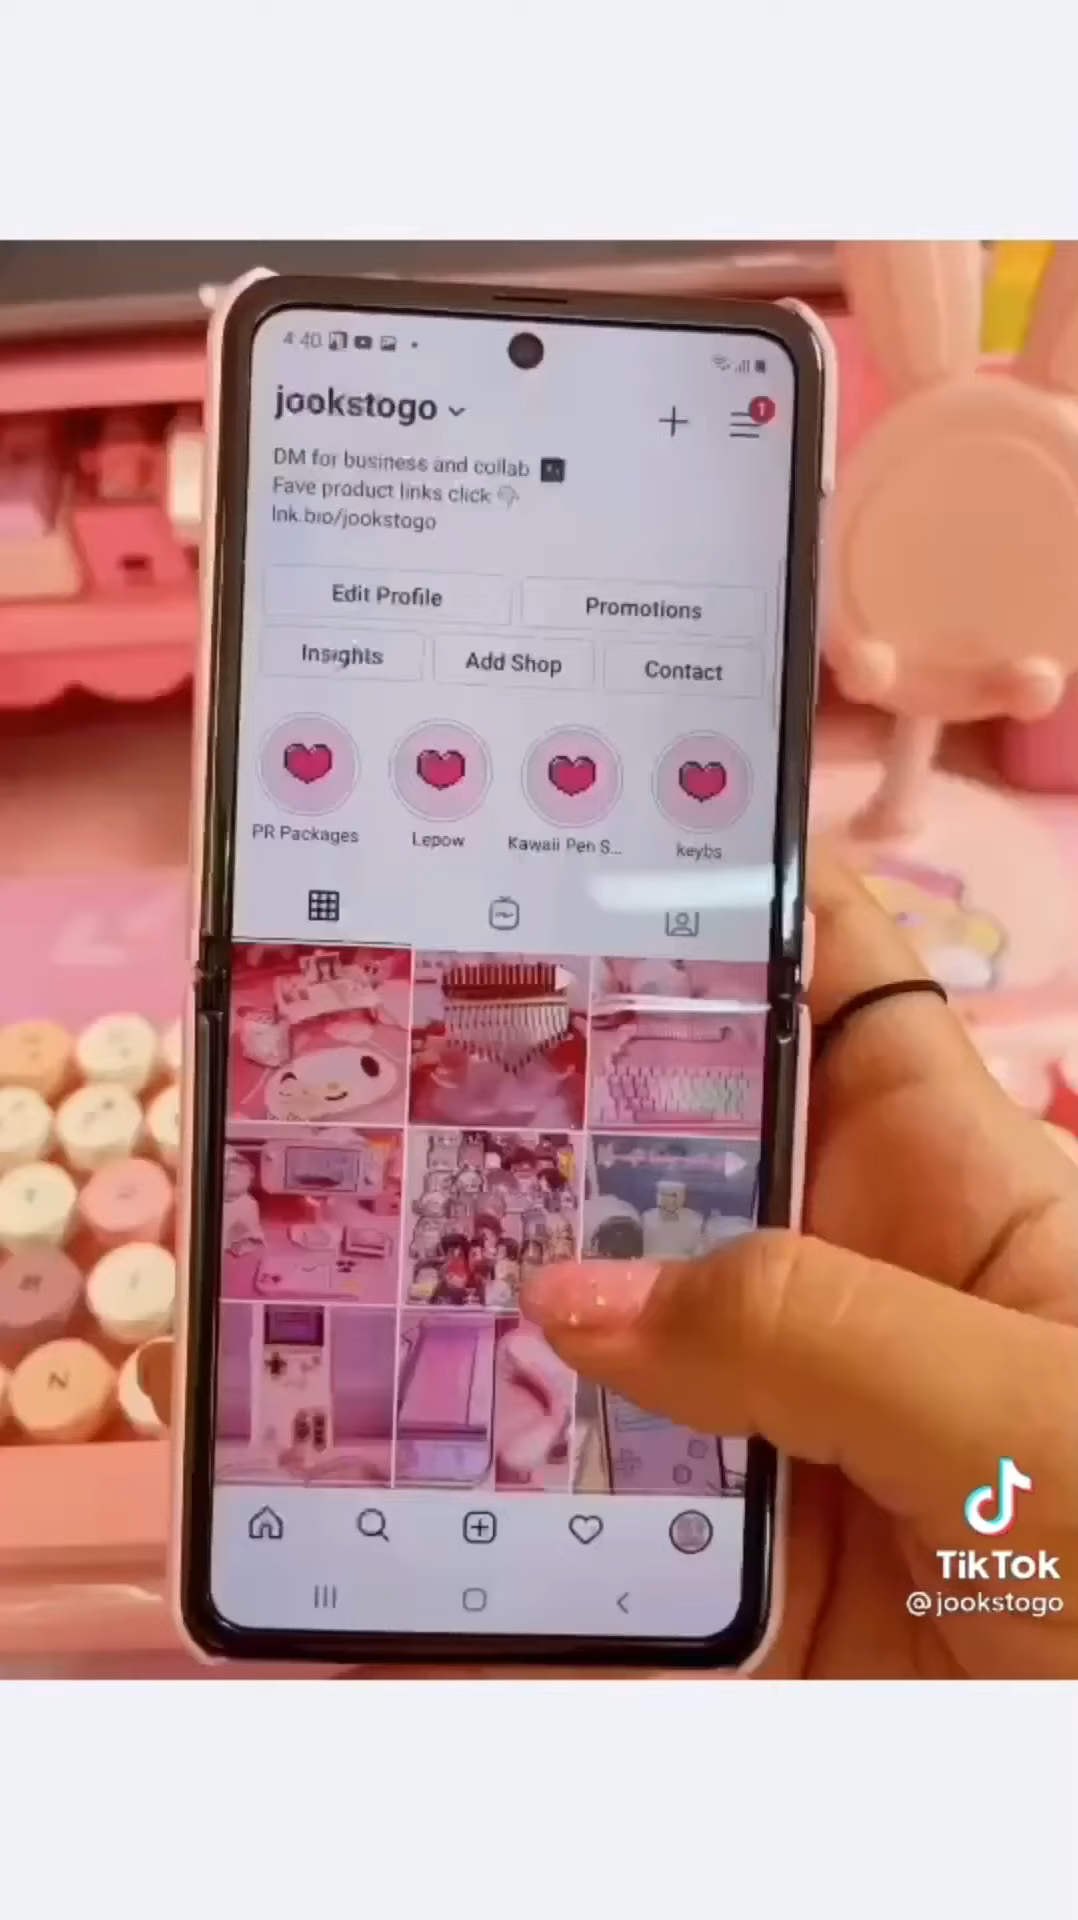 4:40
jookstogo
1
DM for business and collab
Fave product links click
lnk.bio/jookstogo
Edit Profile
Promotions
Insights
Add Shop
Contact
PR Packages
Lepow
Kawaii Pen S...
keybs
N
TikTok
@jookstogo